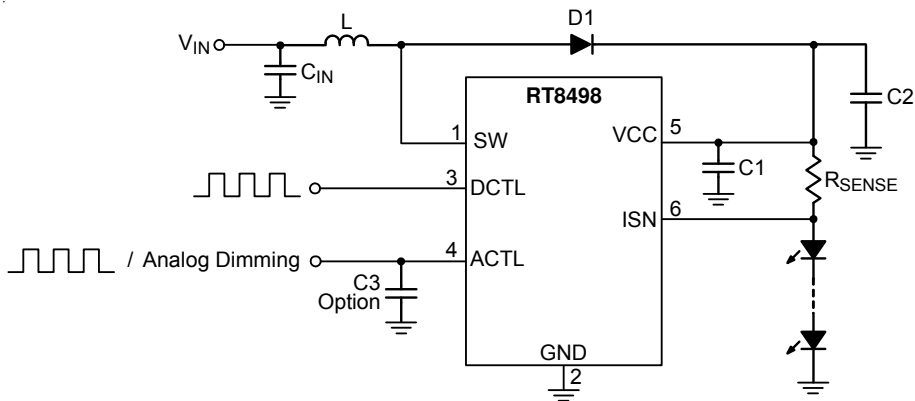 L
D1
VIN
CIN
RT8498
C2
1
SW
VCC
5
C1
RSENSE
3
DCTL
ISN
6
/ Analog Dimming
4
ACTL
C3
Option
GND
2